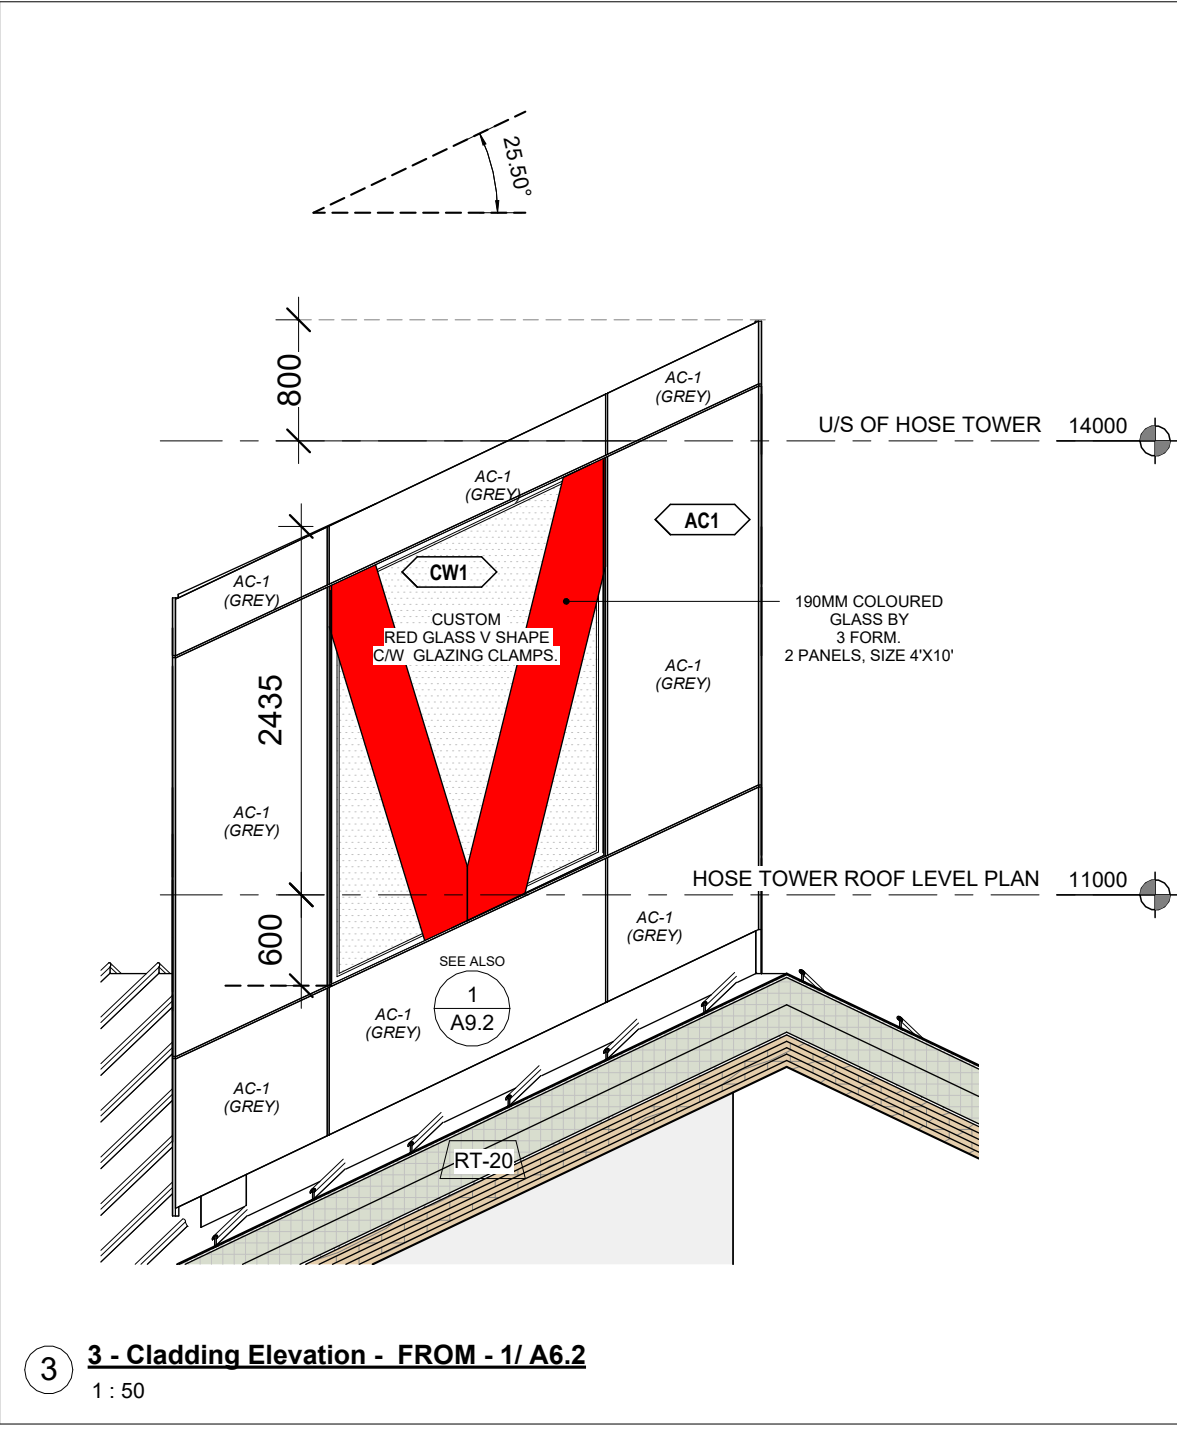 25.50°
800
AC-1
(GREY)
U/S OF HOSE TOWER 14000
AC-1
(GREY)
AC1
CW1
AC-1
(GREY)
190MM COLOURED
GLASS BY
3 FORM.
2 PANELS, SIZE 4'X10'
CUSTOM
RED GLASS V SHAPE
C/W GLAZING CLAMPS.
AC-1
(GREY)
2435
AC-1
(GREY)
HOSE TOWER ROOF LEVEL PLAN 11000
600
AC-1
(GREY)
SEE ALSO
1
A9.2
AC-1
(GREY)
AC-1
(GREY)
RT-20
3
3 - Cladding Elevation - FROM - 1/ A6.2
1 : 50